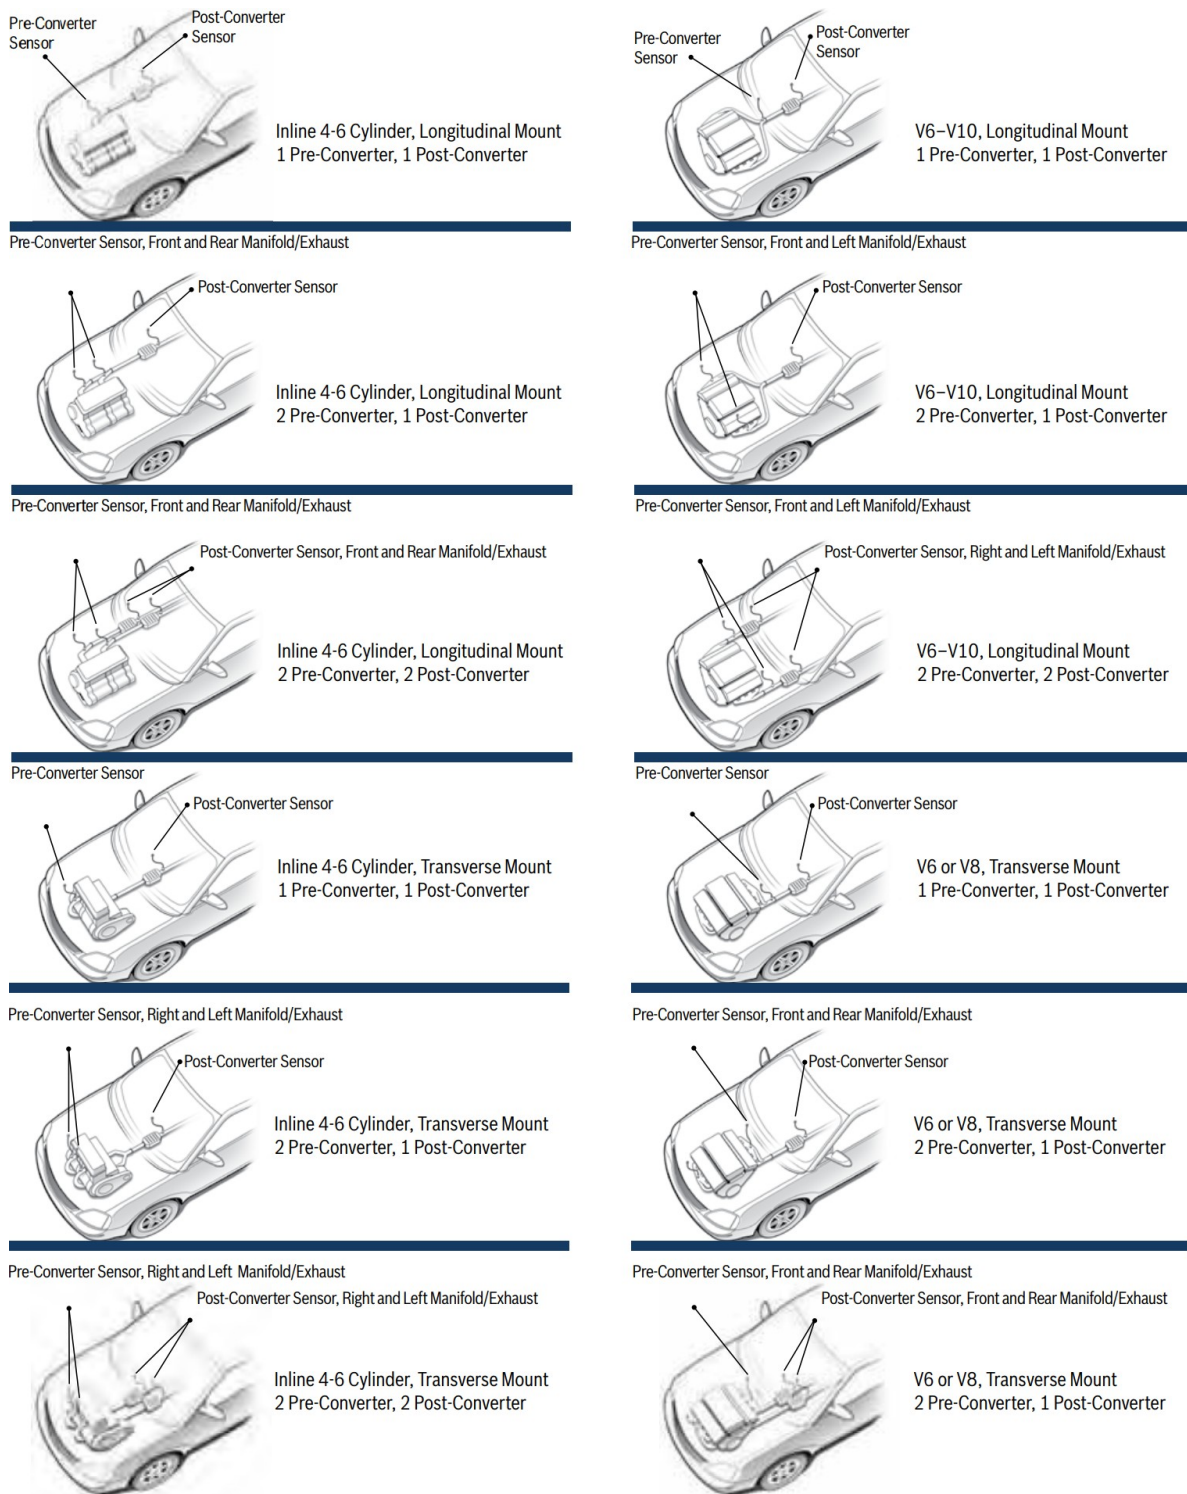 Pre-Converter
Sensor
Post-Converter
Sensor
Inline 4-6 Cylinder, Longitudinal Mount
1 Pre-Converter, 1 Post-Converter
Pre-Converter
Sensor
Post-Converter
Sensor
V6–V10, Longitudinal Mount
1 Pre-Converter, 1 Post-Converter
Pre-Converter Sensor, Front and Rear Manifold/Exhaust
Post-Converter Sensor
Inline 4-6 Cylinder, Longitudinal Mount
2 Pre-Converter, 1 Post-Converter
Pre-Converter Sensor, Front and Left Manifold/Exhaust
Post-Converter Sensor
V6–V10, Longitudinal Mount
2 Pre-Converter, 1 Post-Converter
Pre-Converter Sensor, Front and Rear Manifold/Exhaust
Post-Converter Sensor, Front and Rear Manifold/Exhaust
Inline 4-6 Cylinder, Longitudinal Mount
2 Pre-Converter, 2 Post-Converter
Pre-Converter Sensor, Front and Left Manifold/Exhaust
Post-Converter Sensor, Right and Left Manifold/Exhaust
V6–V10, Longitudinal Mount
2 Pre-Converter, 2 Post-Converter
Pre-Converter Sensor
Post-Converter Sensor
Inline 4-6 Cylinder, Transverse Mount
1 Pre-Converter, 1 Post-Converter
Pre-Converter Sensor
Post-Converter Sensor
V6 or V8, Transverse Mount
1 Pre-Converter, 1 Post-Converter
Pre-Converter Sensor, Right and Left Manifold/Exhaust
Post-Converter Sensor
Inline 4-6 Cylinder, Transverse Mount
2 Pre-Converter, 1 Post-Converter
Pre-Converter Sensor, Front and Rear Manifold/Exhaust
Post-Converter Sensor
V6 or V8, Transverse Mount
2 Pre-Converter, 1 Post-Converter
Pre-Converter Sensor, Right and Left Manifold/Exhaust
Post-Converter Sensor, Right and Left Manifold/Exhaust
Inline 4-6 Cylinder, Transverse Mount
2 Pre-Converter, 2 Post-Converter
Pre-Converter Sensor, Front and Rear Manifold/Exhaust
Post-Converter Sensor, Front and Rear Manifold/Exhaust
V6 or V8, Transverse Mount
2 Pre-Converter, 1 Post-Converter